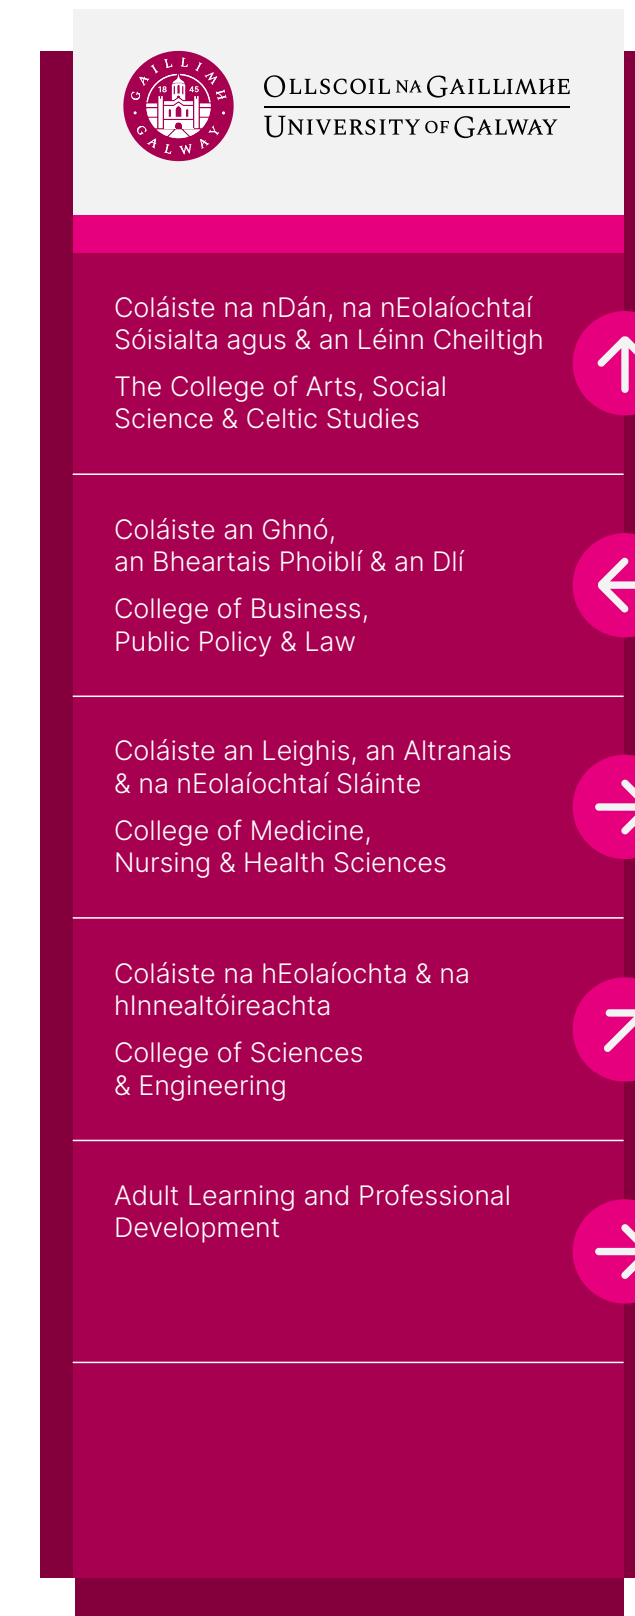 GAILLIMH
18 45
GALWAY
OLLSCOIL NA GAILLIMHE
UNIVERSITY OF GALWAY
Coláiste na nDán, na nEolaíochtaí
Sóisialta agus & an Léinn Cheiltigh
The College of Arts, Social
Science & Celtic Studies
Coláiste an Ghnó,
an Bheartais Phoiblí & an Dlí
College of Business,
Public Policy & Law
Coláiste an Leighis, an Altranais
& na nEolaíochtaí Sláinte
College of Medicine,
Nursing & Health Sciences
Coláiste na hEolaíochta & na
hInnealtóireachta
College of Sciences
& Engineering
Adult Learning and Professional
Development